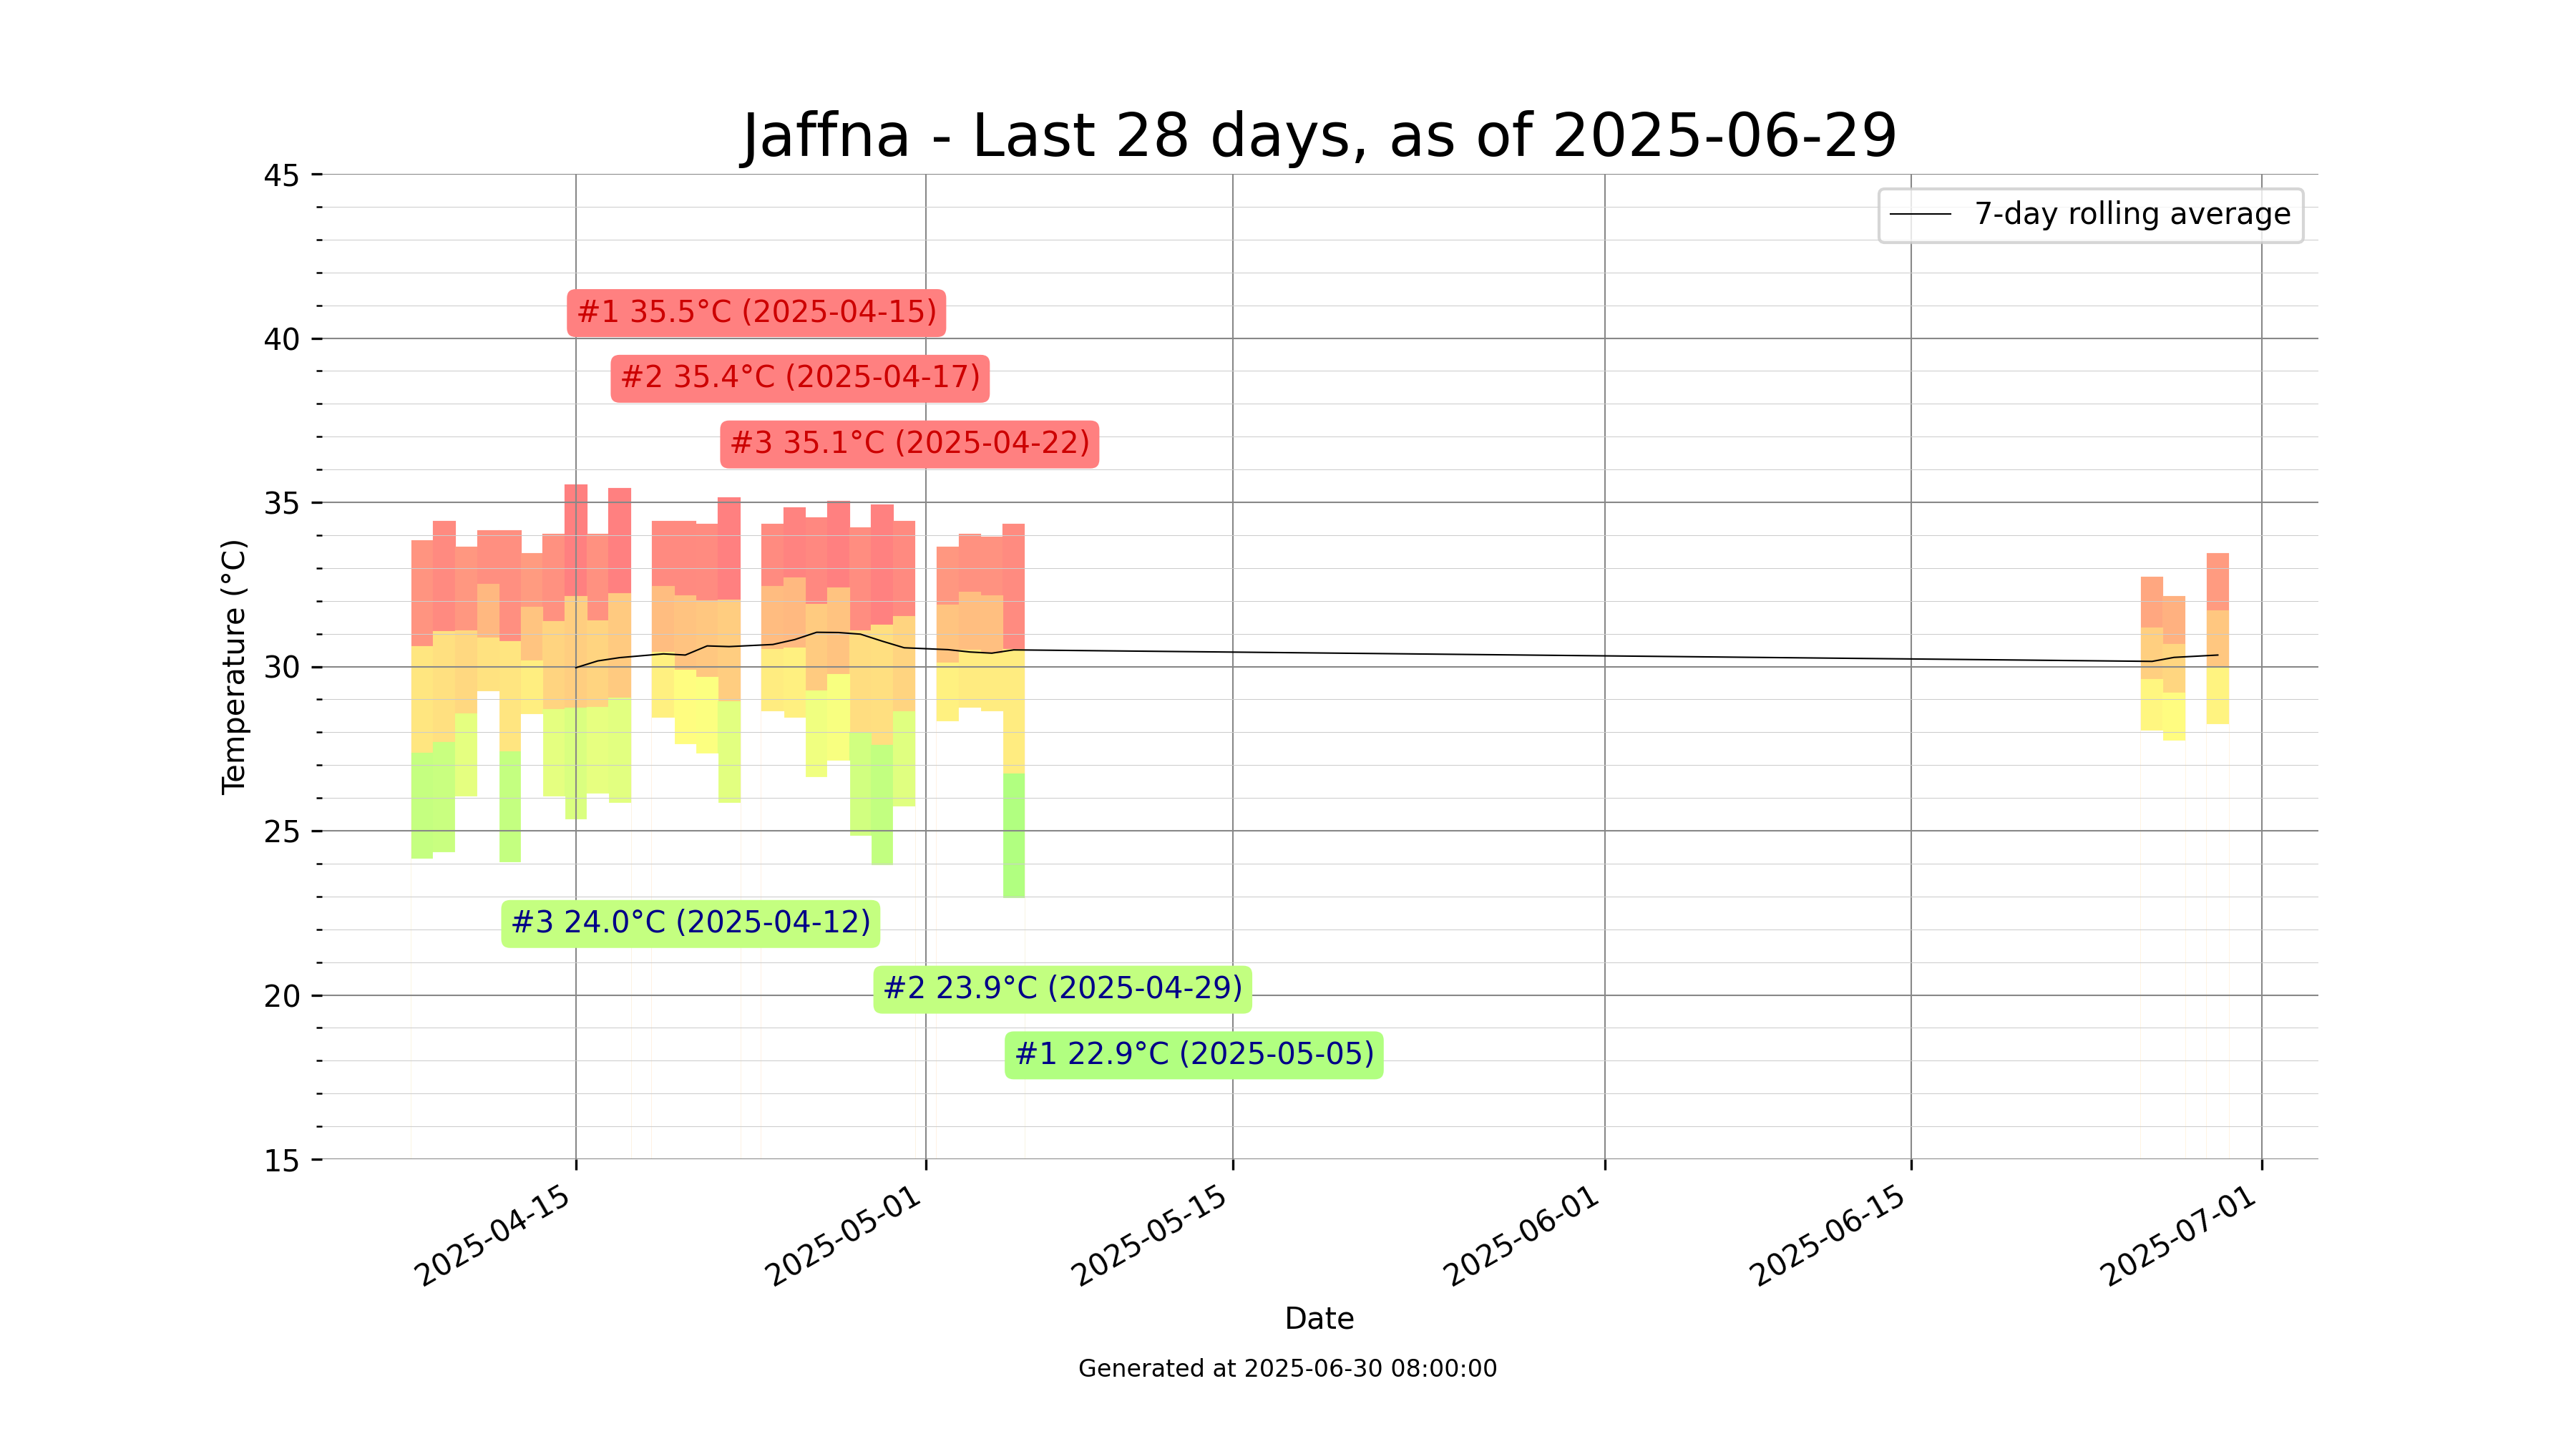 Jaffna - Last 28 days, as of 2025-06-29
45
40
35
30
25
20
15
Temperature (°C)
7-day rolling average
#1 35.5°C (2025-04-15)
#2 35.4°C (2025-04-17)
#3 35.1°C (2025-04-22)
#3 24.0°C (2025-04-12)
#2 23.9°C (2025-04-29)
#1 22.9°C (2025-05-05)
2025-04-15
2025-05-01
2025-05-15
2025-06-01
2025-06-15
2025-07-01
Date
Generated at 2025-06-30 08:00:00